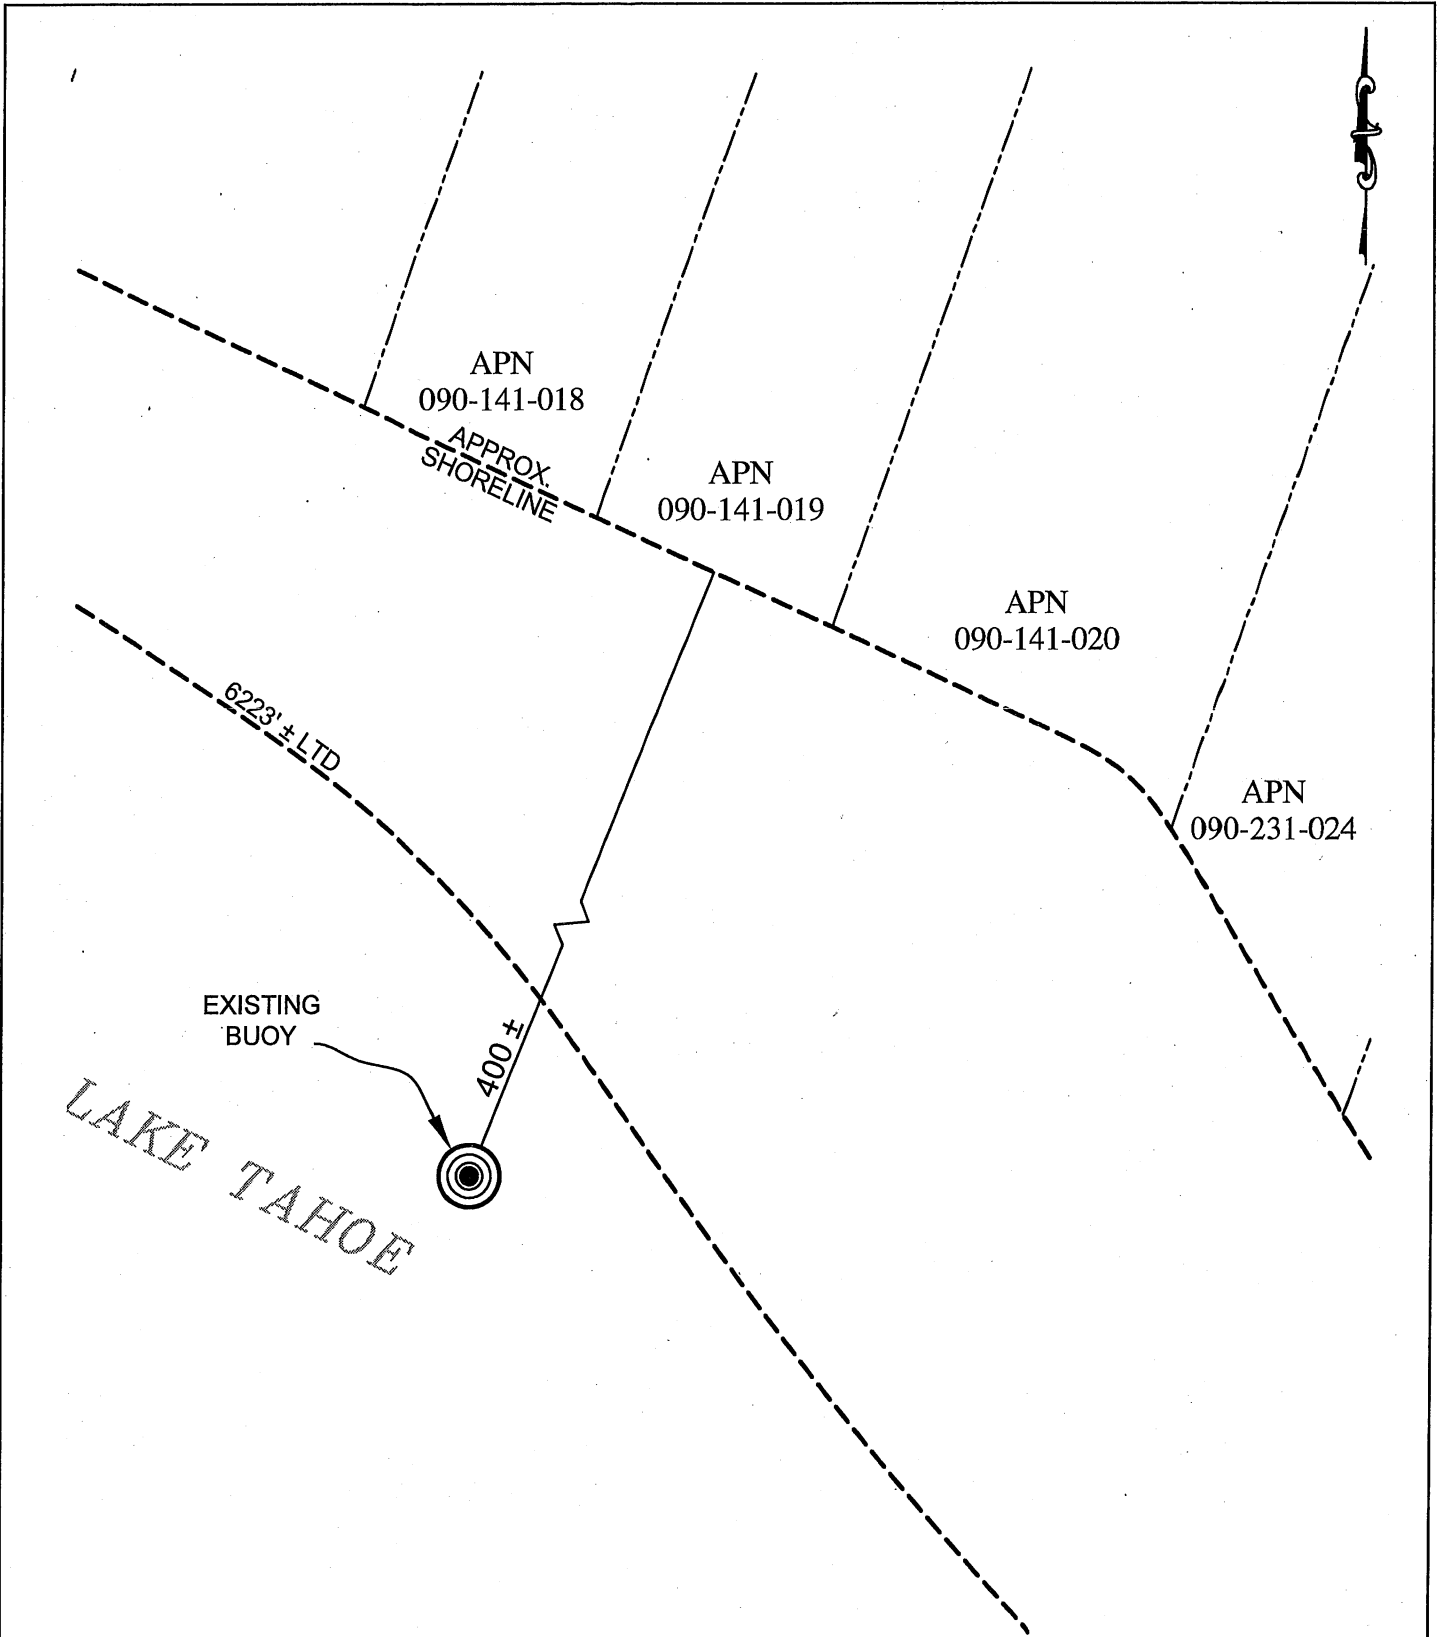 APN
090-141-018
APPROX.
SHORELINE
APN
090-141-019
APN
090-141-020
6223' ± LTD
APN
090-231-024
EXISTING
BUOY
400 ±
LAKE TAHOE